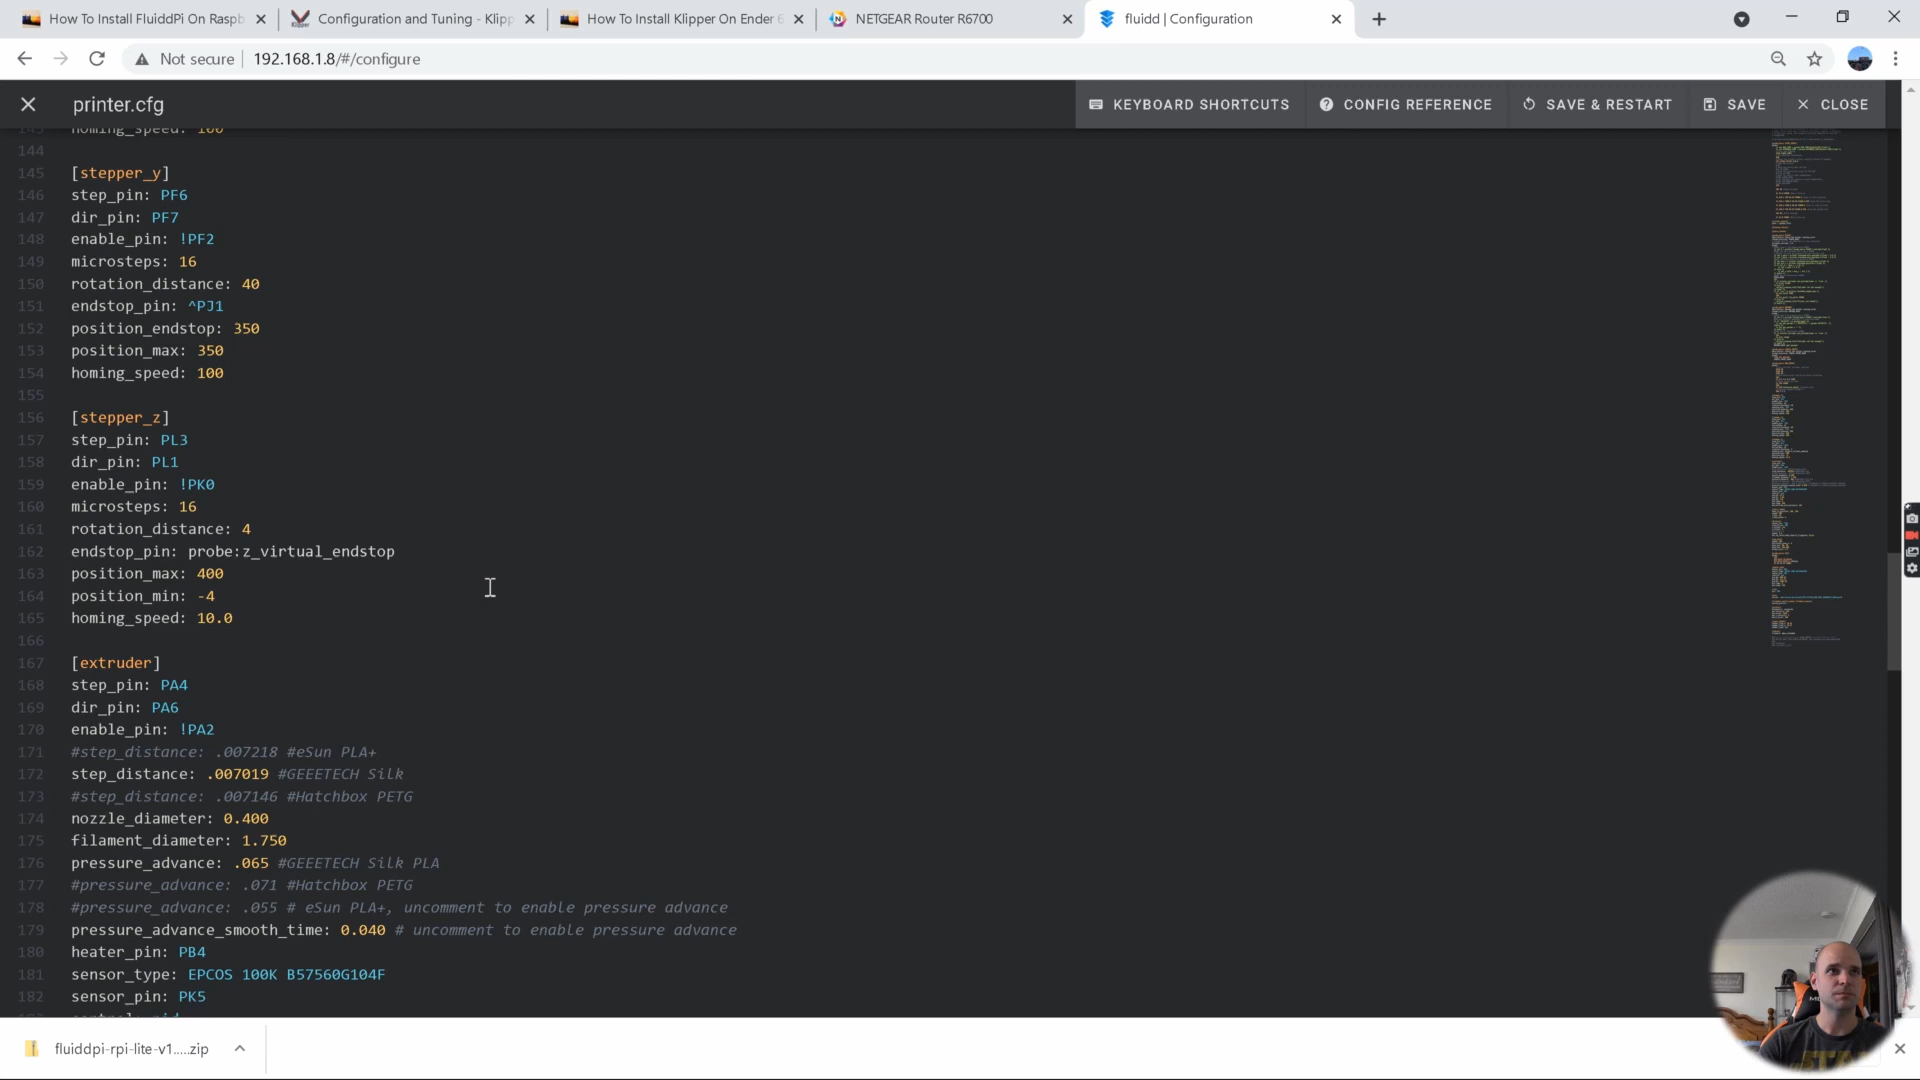 How To Install FluiddPi On Raspb
Configuration and Tuning - Klipp
How To Install Klipper On Ender 6
NETGEAR Router R6700
fluidd | Configuration
Not secure
192.168.1.8/#/configure
printer.cfg
KEYBOARD SHORTCUTS
CONFIG REFERENCE
SAVE & RESTART
SAVE
CLOSE
143 homing_speed: 100
144
145 [stepper_y]
146 step_pin: PF6
147 dir_pin: PF7
148 enable_pin: !PF2
149 microsteps: 16
150 rotation_distance: 40
151 endstop_pin: ^PJ1
152 position_endstop: 350
153 position_max: 350
154 homing_speed: 100
155
156 [stepper_z]
157 step_pin: PL3
158 dir_pin: PL1
159 enable_pin: !PK0
160 microsteps: 16
161 rotation_distance: 4
162 endstop_pin: probe:z_virtual_endstop
163 position_max: 400
164 position_min: -4
165 homing_speed: 10.0
166
167 [extruder]
168 step_pin: PA4
169 dir_pin: PA6
170 enable_pin: !PA2
171 #step_distance: .007218 #eSun PLA+
172 step_distance: .007019 #GEEETECH Silk
173 #step_distance: .007146 #Hatchbox PETG
174 nozzle_diameter: 0.400
175 filament_diameter: 1.750
176 pressure_advance: .065 #GEEETECH Silk PLA
177 #pressure_advance: .071 #Hatchbox PETG
178 #pressure_advance: .055 # eSun PLA+, uncomment to enable pressure advance
179 pressure_advance_smooth_time: 0.040 # uncomment to enable pressure advance
180 heater_pin: PB4
181 sensor_type: EPCOS 100K B57560G104F
182 sensor_pin: PK5
fluiddpi-rpi-lite-v1.....zip